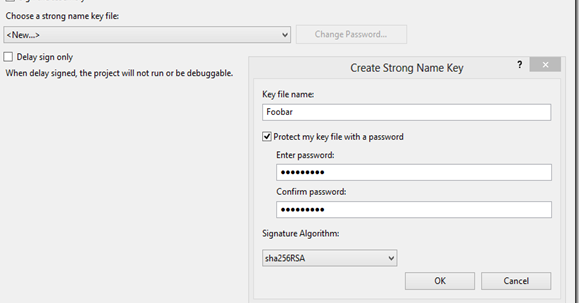 Choose a strong name key file:
<New...>
Change Password...
Delay sign only
When delay signed, the project will not run or be debuggable.
Create Strong Name Key
?
Key file name:
Foobar
Protect my key file with a password
Enter password:
●●●●●●●●●
Confirm password:
●●●●●●●●●
Signature Algorithm:
sha256RSA
OK
Cancel